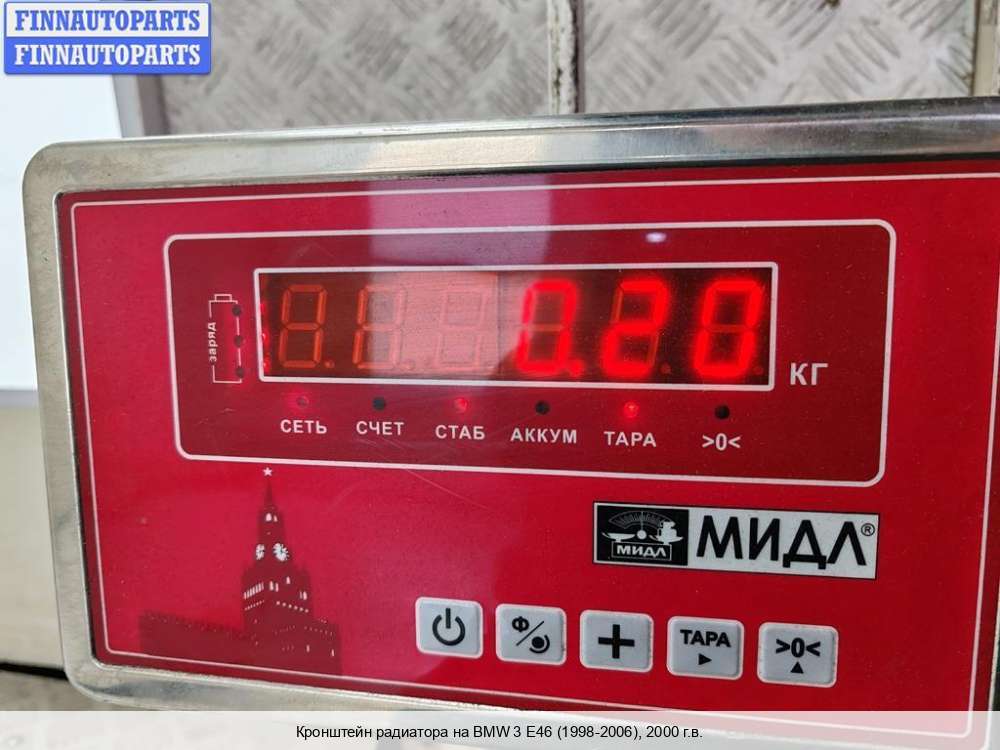 FINNAUTOPARTS
FINNAUTOPARTS
заряд
0.20
КГ
СЕТЬ СЧЕТ СТАБ АККУМ ТАРА >0<
МИДЛ
МИДЛ®
Ф
ТАРА
>0<
Кронштейн радиатора на BMW 3 E46 (1998-2006), 2000 г.в.